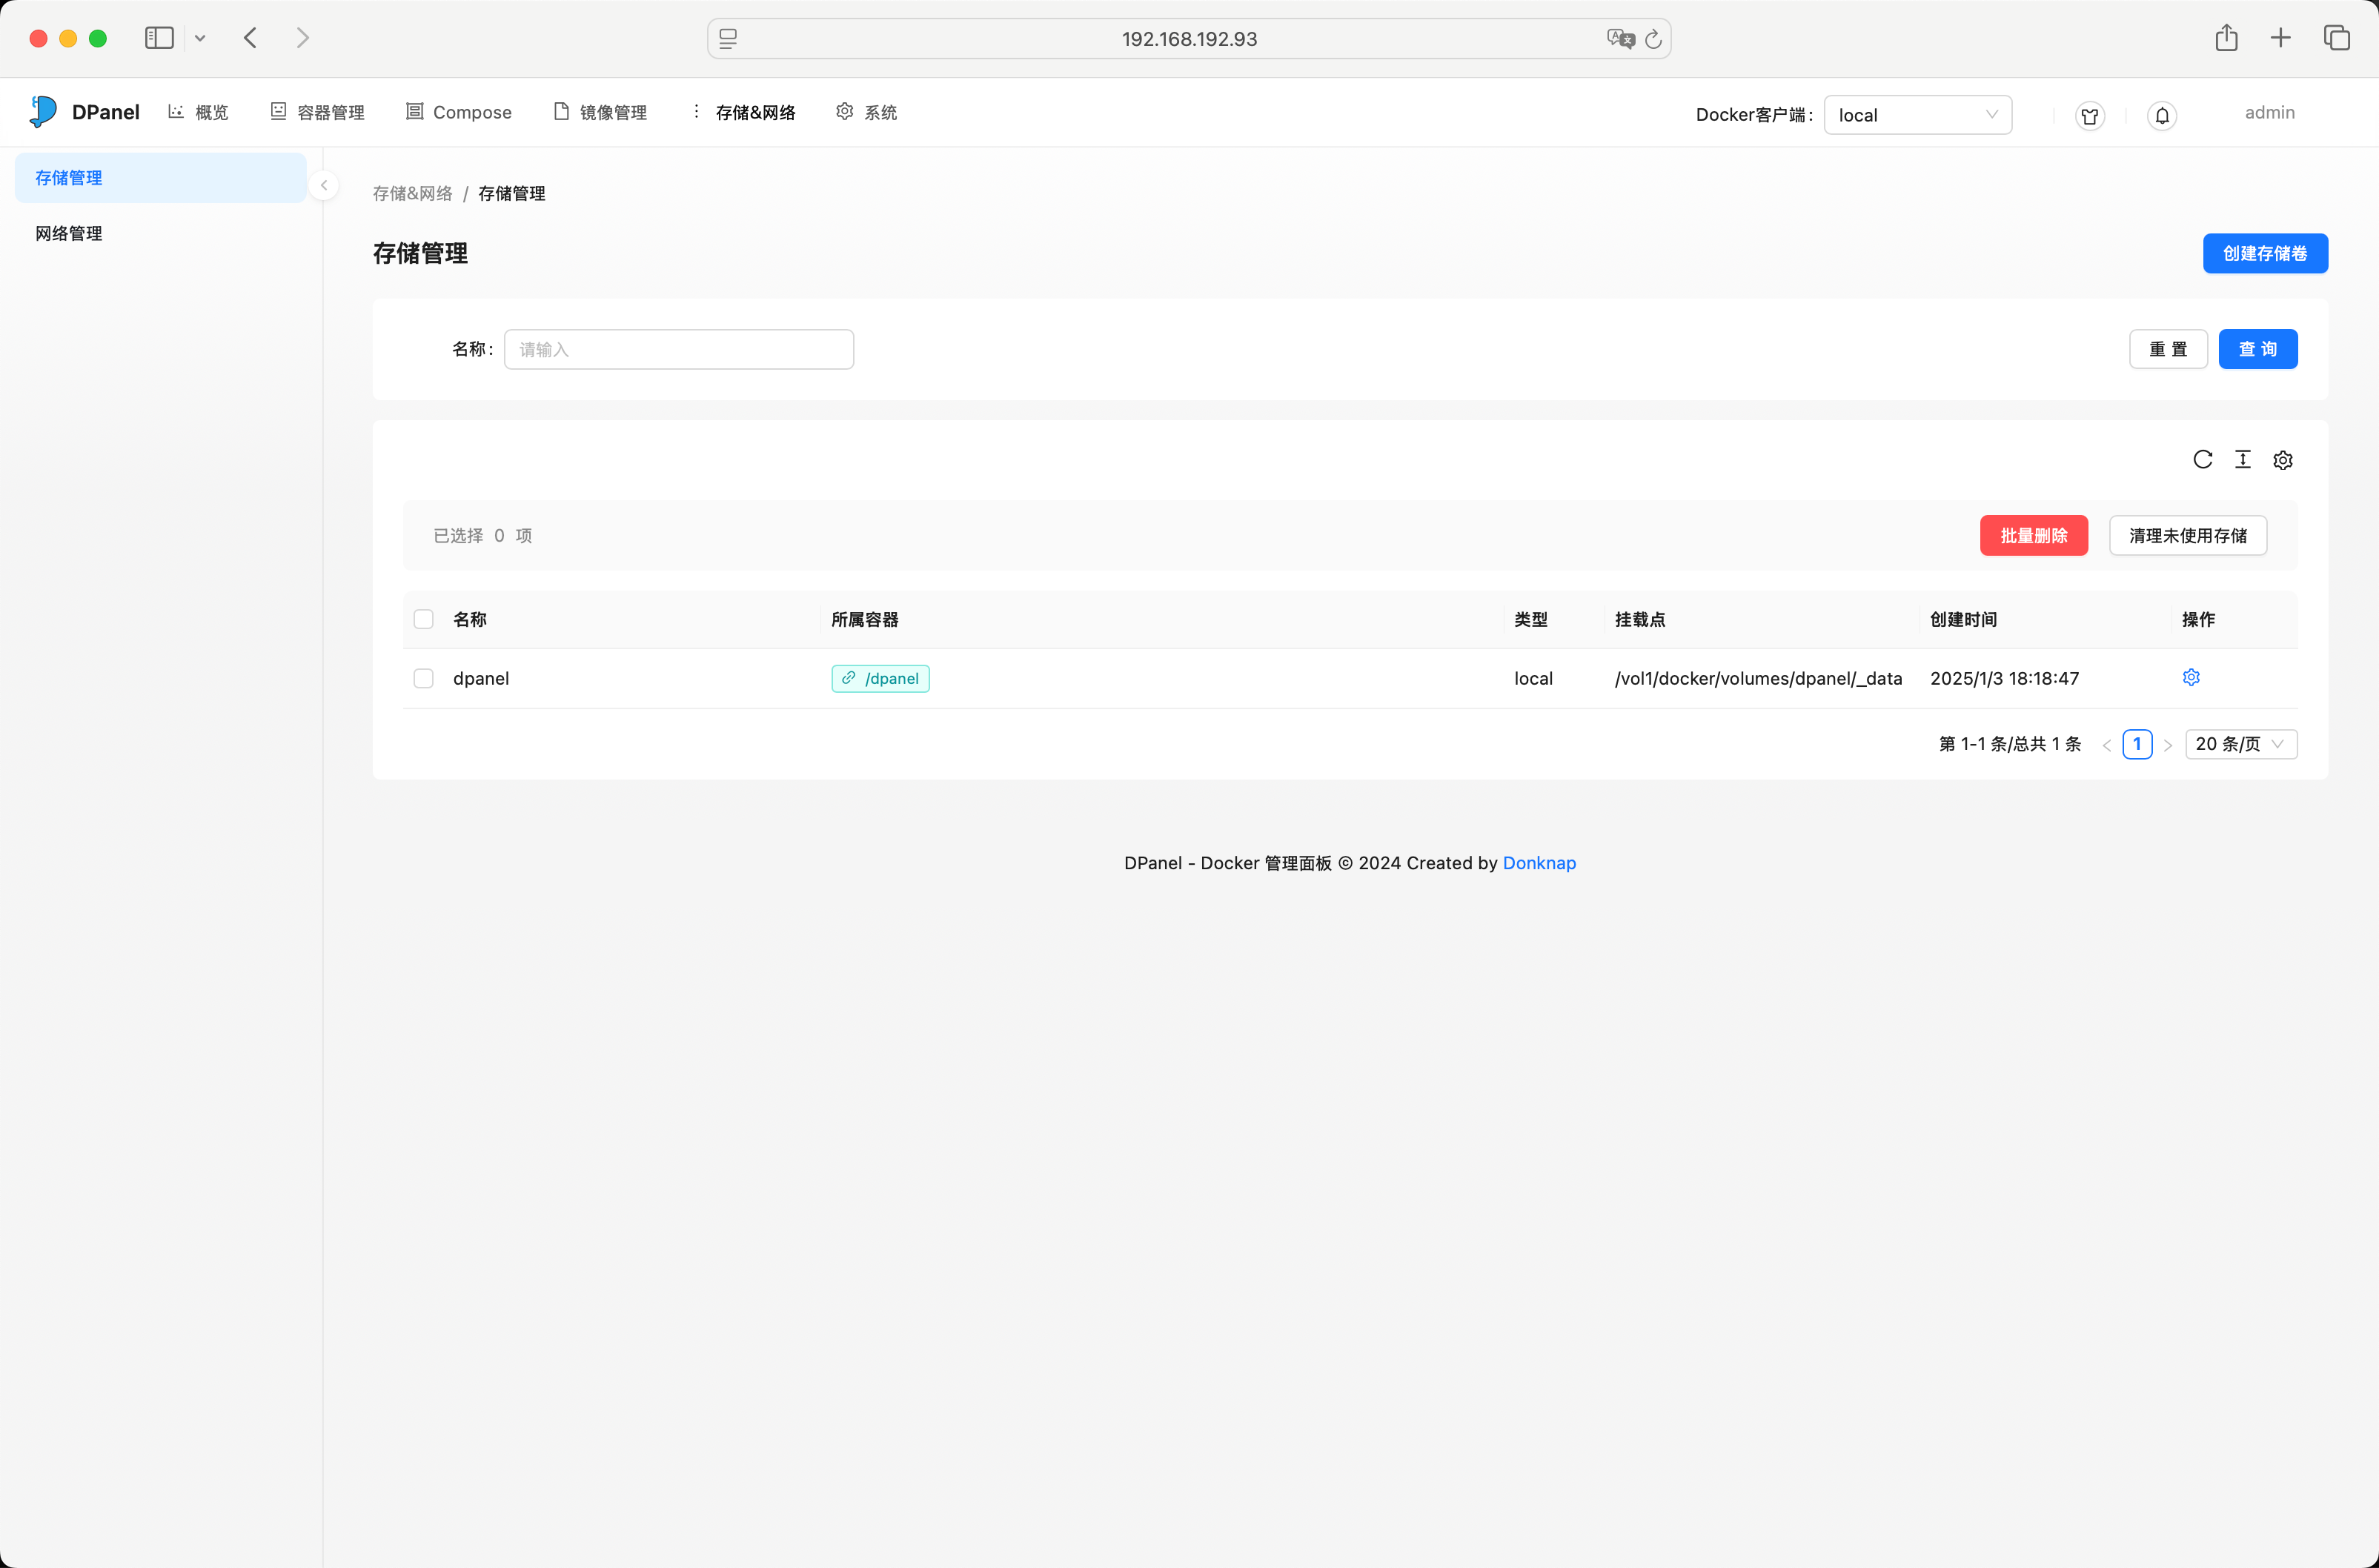 192.168.192.93
DPanel 概览 容器管理 Compose 镜像管理 存储&网络 系统 Docker客户端: local admin
存储管理
网络管理
存储&网络 / 存储管理
存储管理 创建存储卷
名称: 请输入 重 置 查 询
已选择 0 项 批量删除 清理未使用存储
名称 所属容器 类型 挂载点 创建时间 操作
dpanel /dpanel local /vol1/docker/volumes/dpanel/_data 2025/1/3 18:18:47
第 1-1 条/总共 1 条 < 1 > 20 条/页
DPanel - Docker 管理面板 © 2024 Created by Donknap